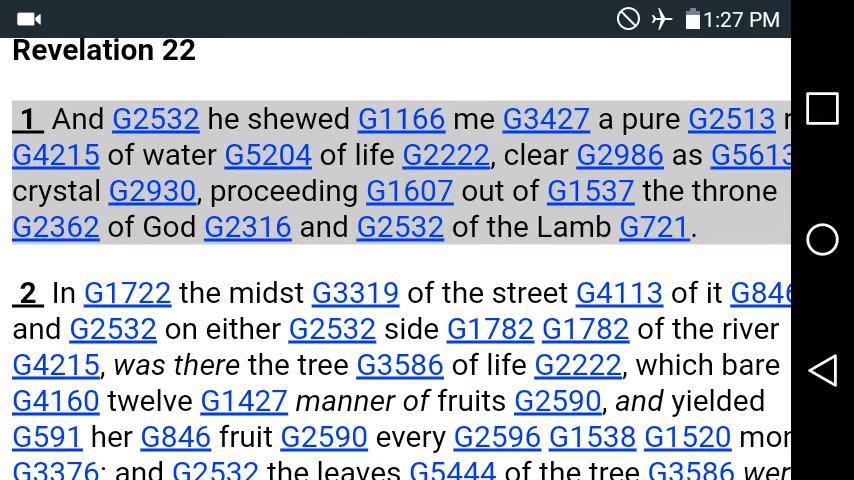 1:27 PM
Revelation 22
1 And G2532 he shewed G1166 me G3427 a pure G2513
G4215 of water G5204 of life G2222, clear G2986 as G5613
crystal G2930, proceeding G1607 out of G1537 the throne
G2362 of God G2316 and G2532 of the Lamb G721.
2 In G1722 the midst G3319 of the street G4113 of it G846
and G2532 on either G2532 side G1782 G1782 of the river
G4215, was there the tree G3586 of life G2222, which bare
G4160 twelve G1427 manner of fruits G2590, and yielded
G591 her G846 fruit G2590 every G2596 G1538 G1520
G3376: and G2532 the leaves G5444 of the tree G3586